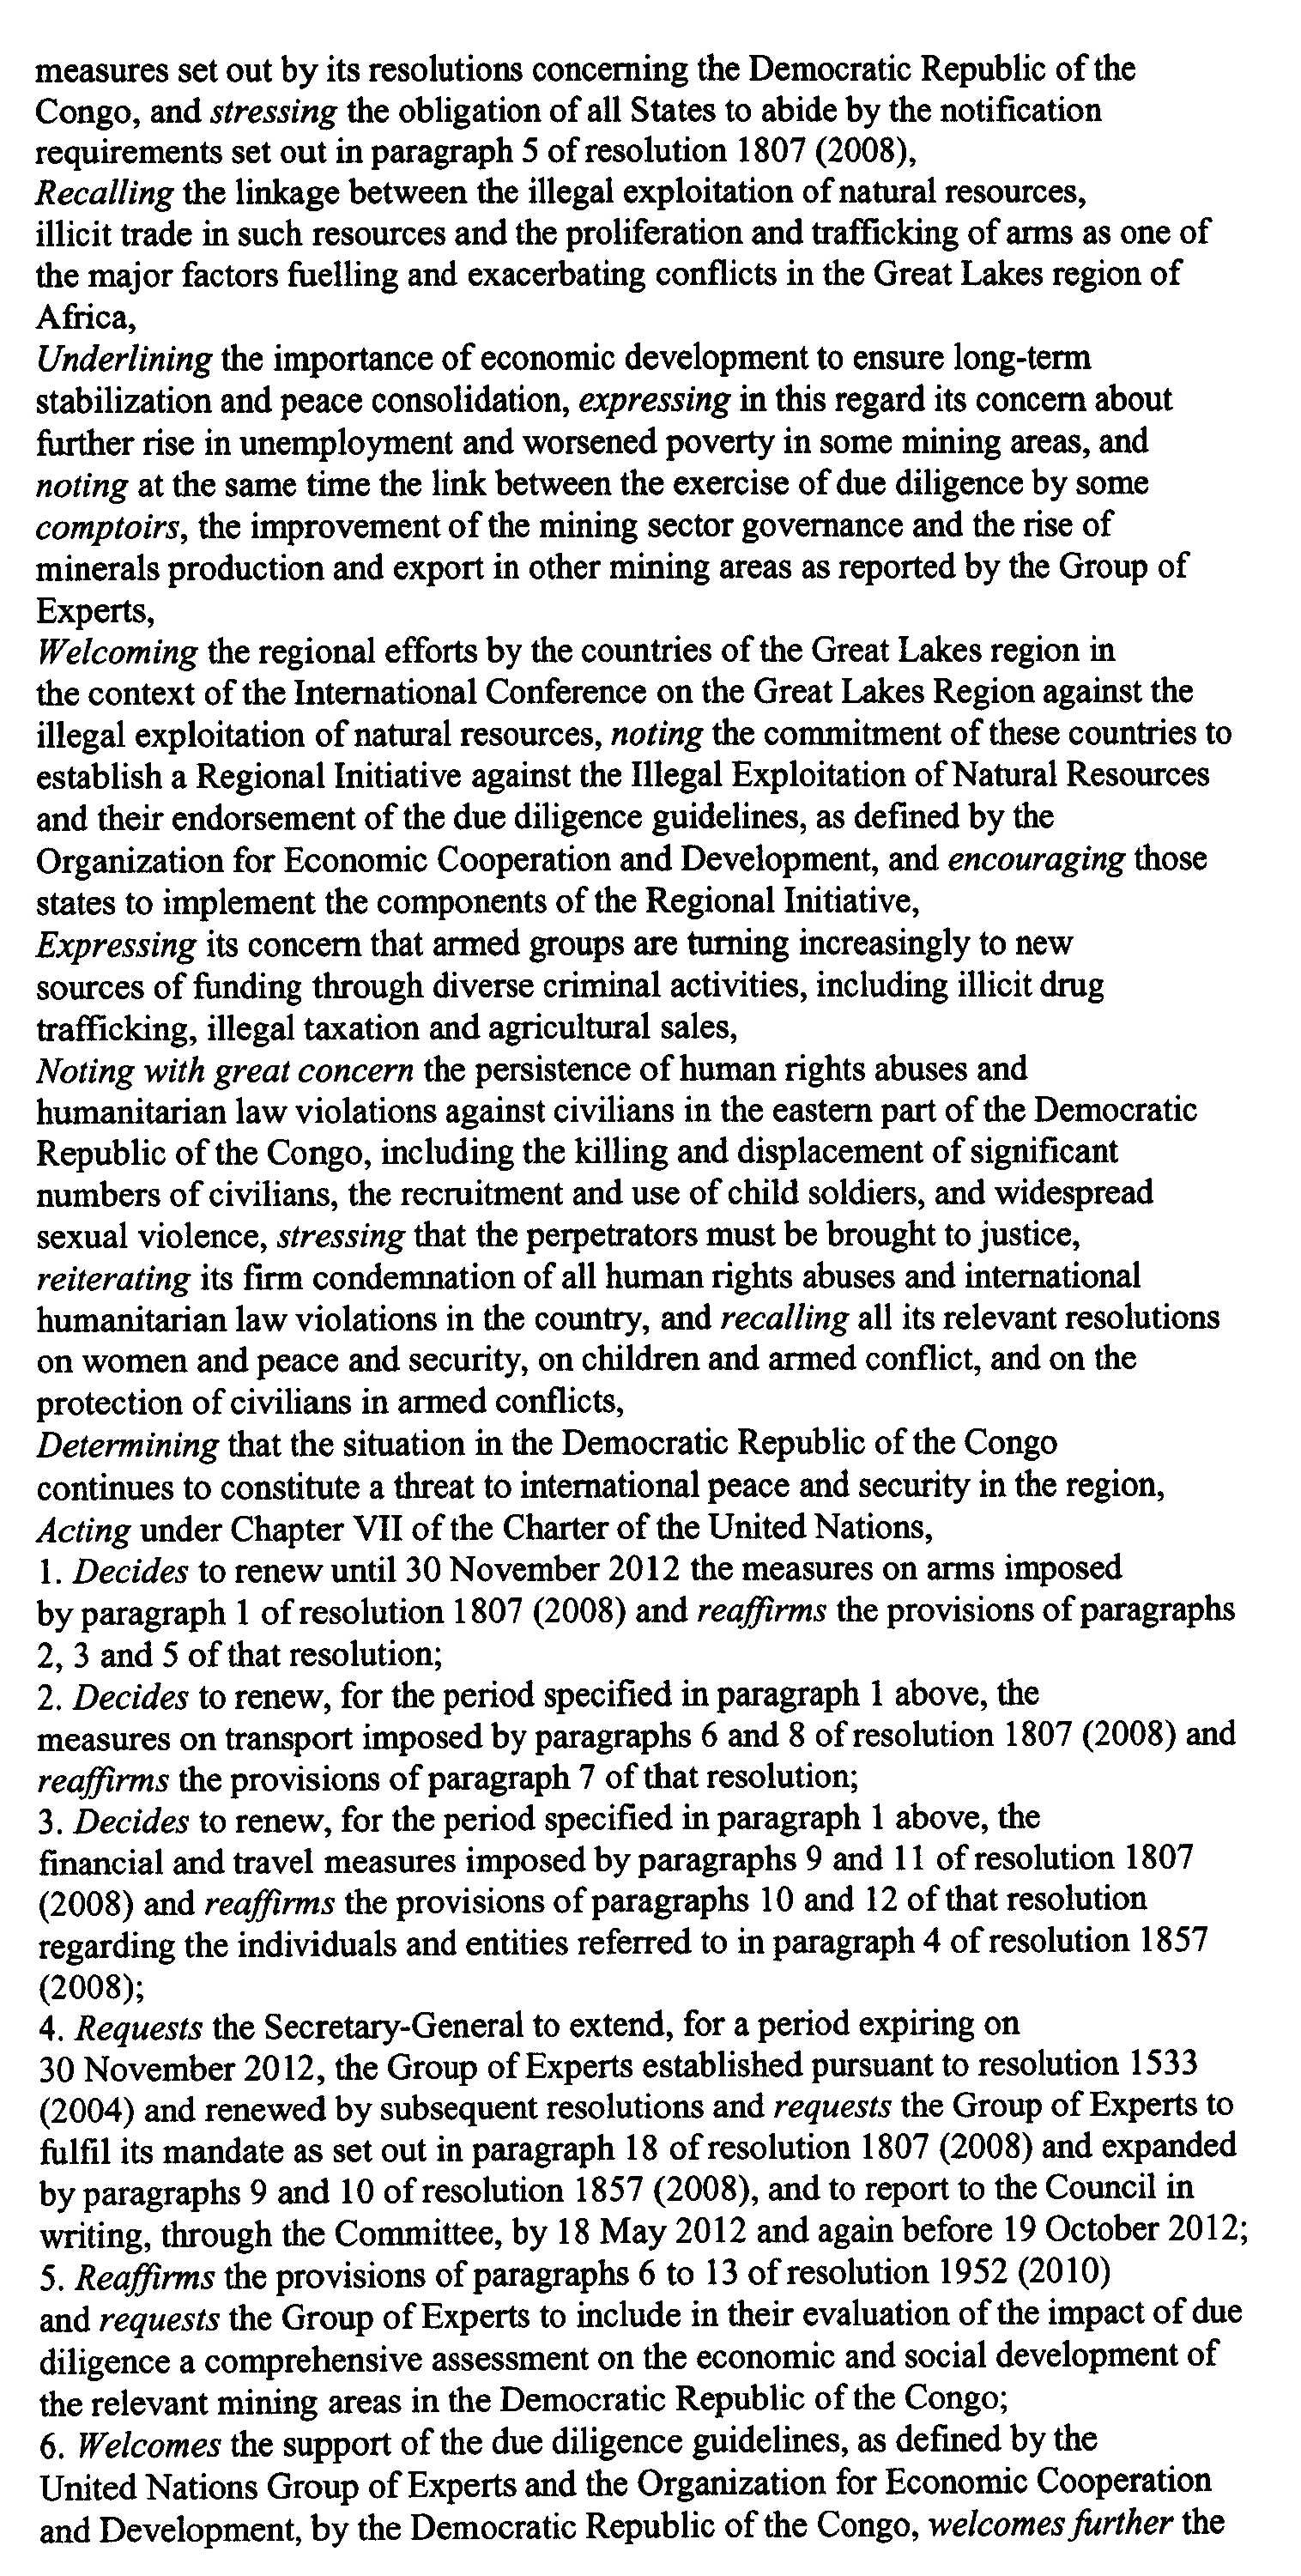 measures set out by its resolutions concerning the Democratic Republic of the
Congo, and stressing the obligation of all States to abide by the notification
requirements set out in paragraph 5 of resolution 1807 (2008),
Recalling the linkage between the illegal exploitation of natural resources,
illicit trade in such resources and the proliferation and trafficking of arms as one of
the major factors fuelling and exacerbating conflicts in the Great Lakes region of
Africa,
Underlining the importance of economic development to ensure long-term
stabilization and peace consolidation, expressing in this regard its concern about
further rise in unemployment and worsened poverty in some mining areas, and
noting at the same time the link between the exercise of due diligence by some
comptoirs, the improvement of the mining sector governance and the rise of
minerals production and export in other mining areas as reported by the Group of
Experts,
Welcoming the regional efforts by the countries of the Great Lakes region in
the context of the International Conference on the Great Lakes Region against the
illegal exploitation of natural resources, noting the commitment of these countries to
establish a Regional Initiative against the Illegal Exploitation of Natural Resources
and their endorsement of the due diligence guidelines, as defined by the
Organization for Economic Cooperation and Development, and encouraging those
states to implement the components of the Regional Initiative,
Expressing its concern that armed groups are turning increasingly to new
sources of funding through diverse criminal activities, including illicit drug
trafficking, illegal taxation and agricultural sales,
Noting with great concern the persistence of human rights abuses and
humanitarian law violations against civilians in the eastern part of the Democratic
Republic of the Congo, including the killing and displacement of significant
numbers of civilians, the recruitment and use of child soldiers, and widespread
sexual violence, stressing that the perpetrators must be brought to justice,
reiterating its firm condemnation of all human rights abuses and international
humanitarian law violations in the country, and recalling all its relevant resolutions
on women and peace and security, on children and armed conflict, and on the
protection of civilians in armed conflicts,
Determining that the situation in the Democratic Republic of the Congo
continues to constitute a threat to international peace and security in the region,
Acting under Chapter VII of the Charter of the United Nations,
1. Decides to renew until 30 November 2012 the measures on arms imposed
by paragraph 1 of resolution 1807 (2008) and reaffirms the provisions of paragraphs
2, 3 and 5 of that resolution;
2. Decides to renew, for the period specified in paragraph 1 above, the
measures on transport imposed by paragraphs 6 and 8 of resolution 1807 (2008) and
reaffirms the provisions of paragraph 7 of that resolution;
3. Decides to renew, for the period specified in paragraph 1 above, the
financial and travel measures imposed by paragraphs 9 and 11 of resolution 1807
(2008) and reaffirms the provisions of paragraphs 10 and 12 of that resolution
regarding the individuals and entities referred to in paragraph 4 of resolution 1857
(2008);
4. Requests the Secretary-General to extend, for a period expiring on
30 November 2012, the Group of Experts established pursuant to resolution 1533
(2004) and renewed by subsequent resolutions and requests the Group of Experts to
fulfil its mandate as set out in paragraph 18 of resolution 1807 (2008) and expanded
by paragraphs 9 and 10 of resolution 1857 (2008), and to report to the Council in
writing, through the Committee, by 18 May 2012 and again before 19 October 2012;
5. Reaffirms the provisions of paragraphs 6 to 13 of resolution 1952 (2010)
and requests the Group of Experts to include in their evaluation of the impact of due
diligence a comprehensive assessment on the economic and social development of
the relevant mining areas in the Democratic Republic of the Congo;
6. Welcomes the support of the due diligence guidelines, as defined by the
United Nations Group of Experts and the Organization for Economic Cooperation
and Development, by the Democratic Republic of the Congo, welcomes further the